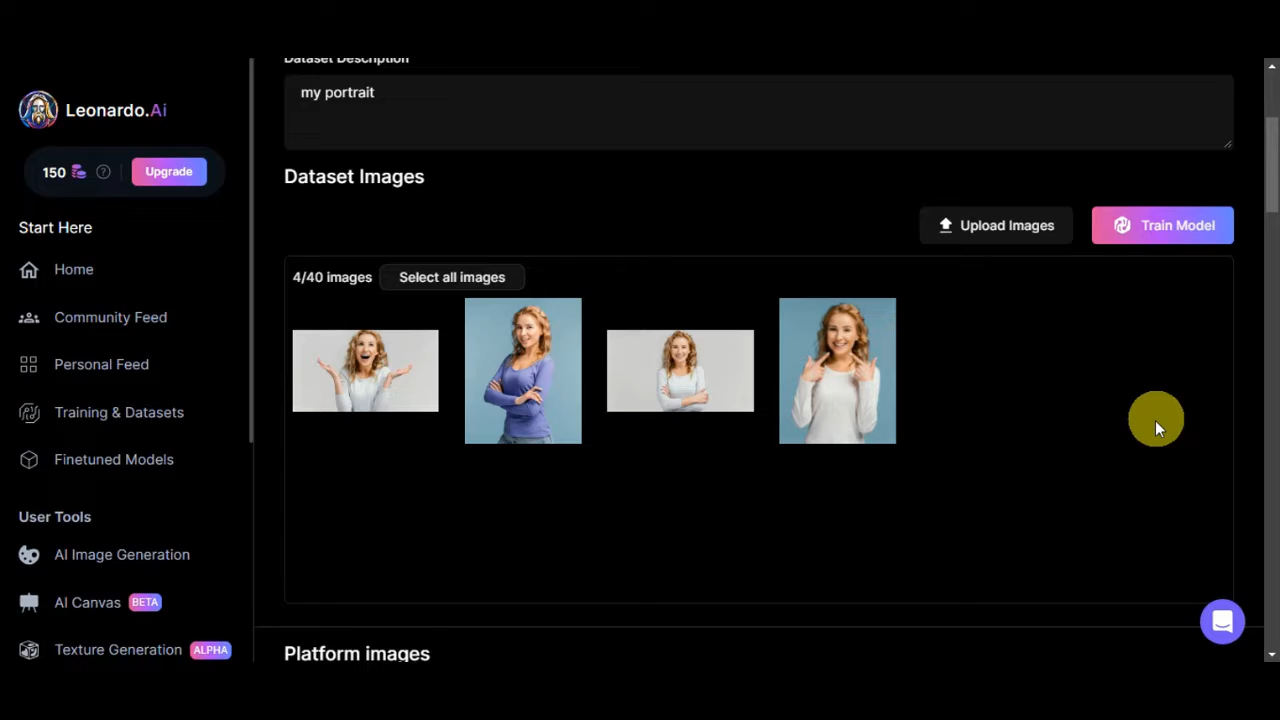 Dataset Description
my portrait
Leonardo.Ai
150
Upgrade
Dataset Images
Start Here
Upload Images
Train Model
Home
4/40 images
Select all images
Community Feed
Personal Feed
Training & Datasets
Finetuned Models
User Tools
AI Image Generation
AI Canvas BETA
Texture Generation ALPHA
Platform images